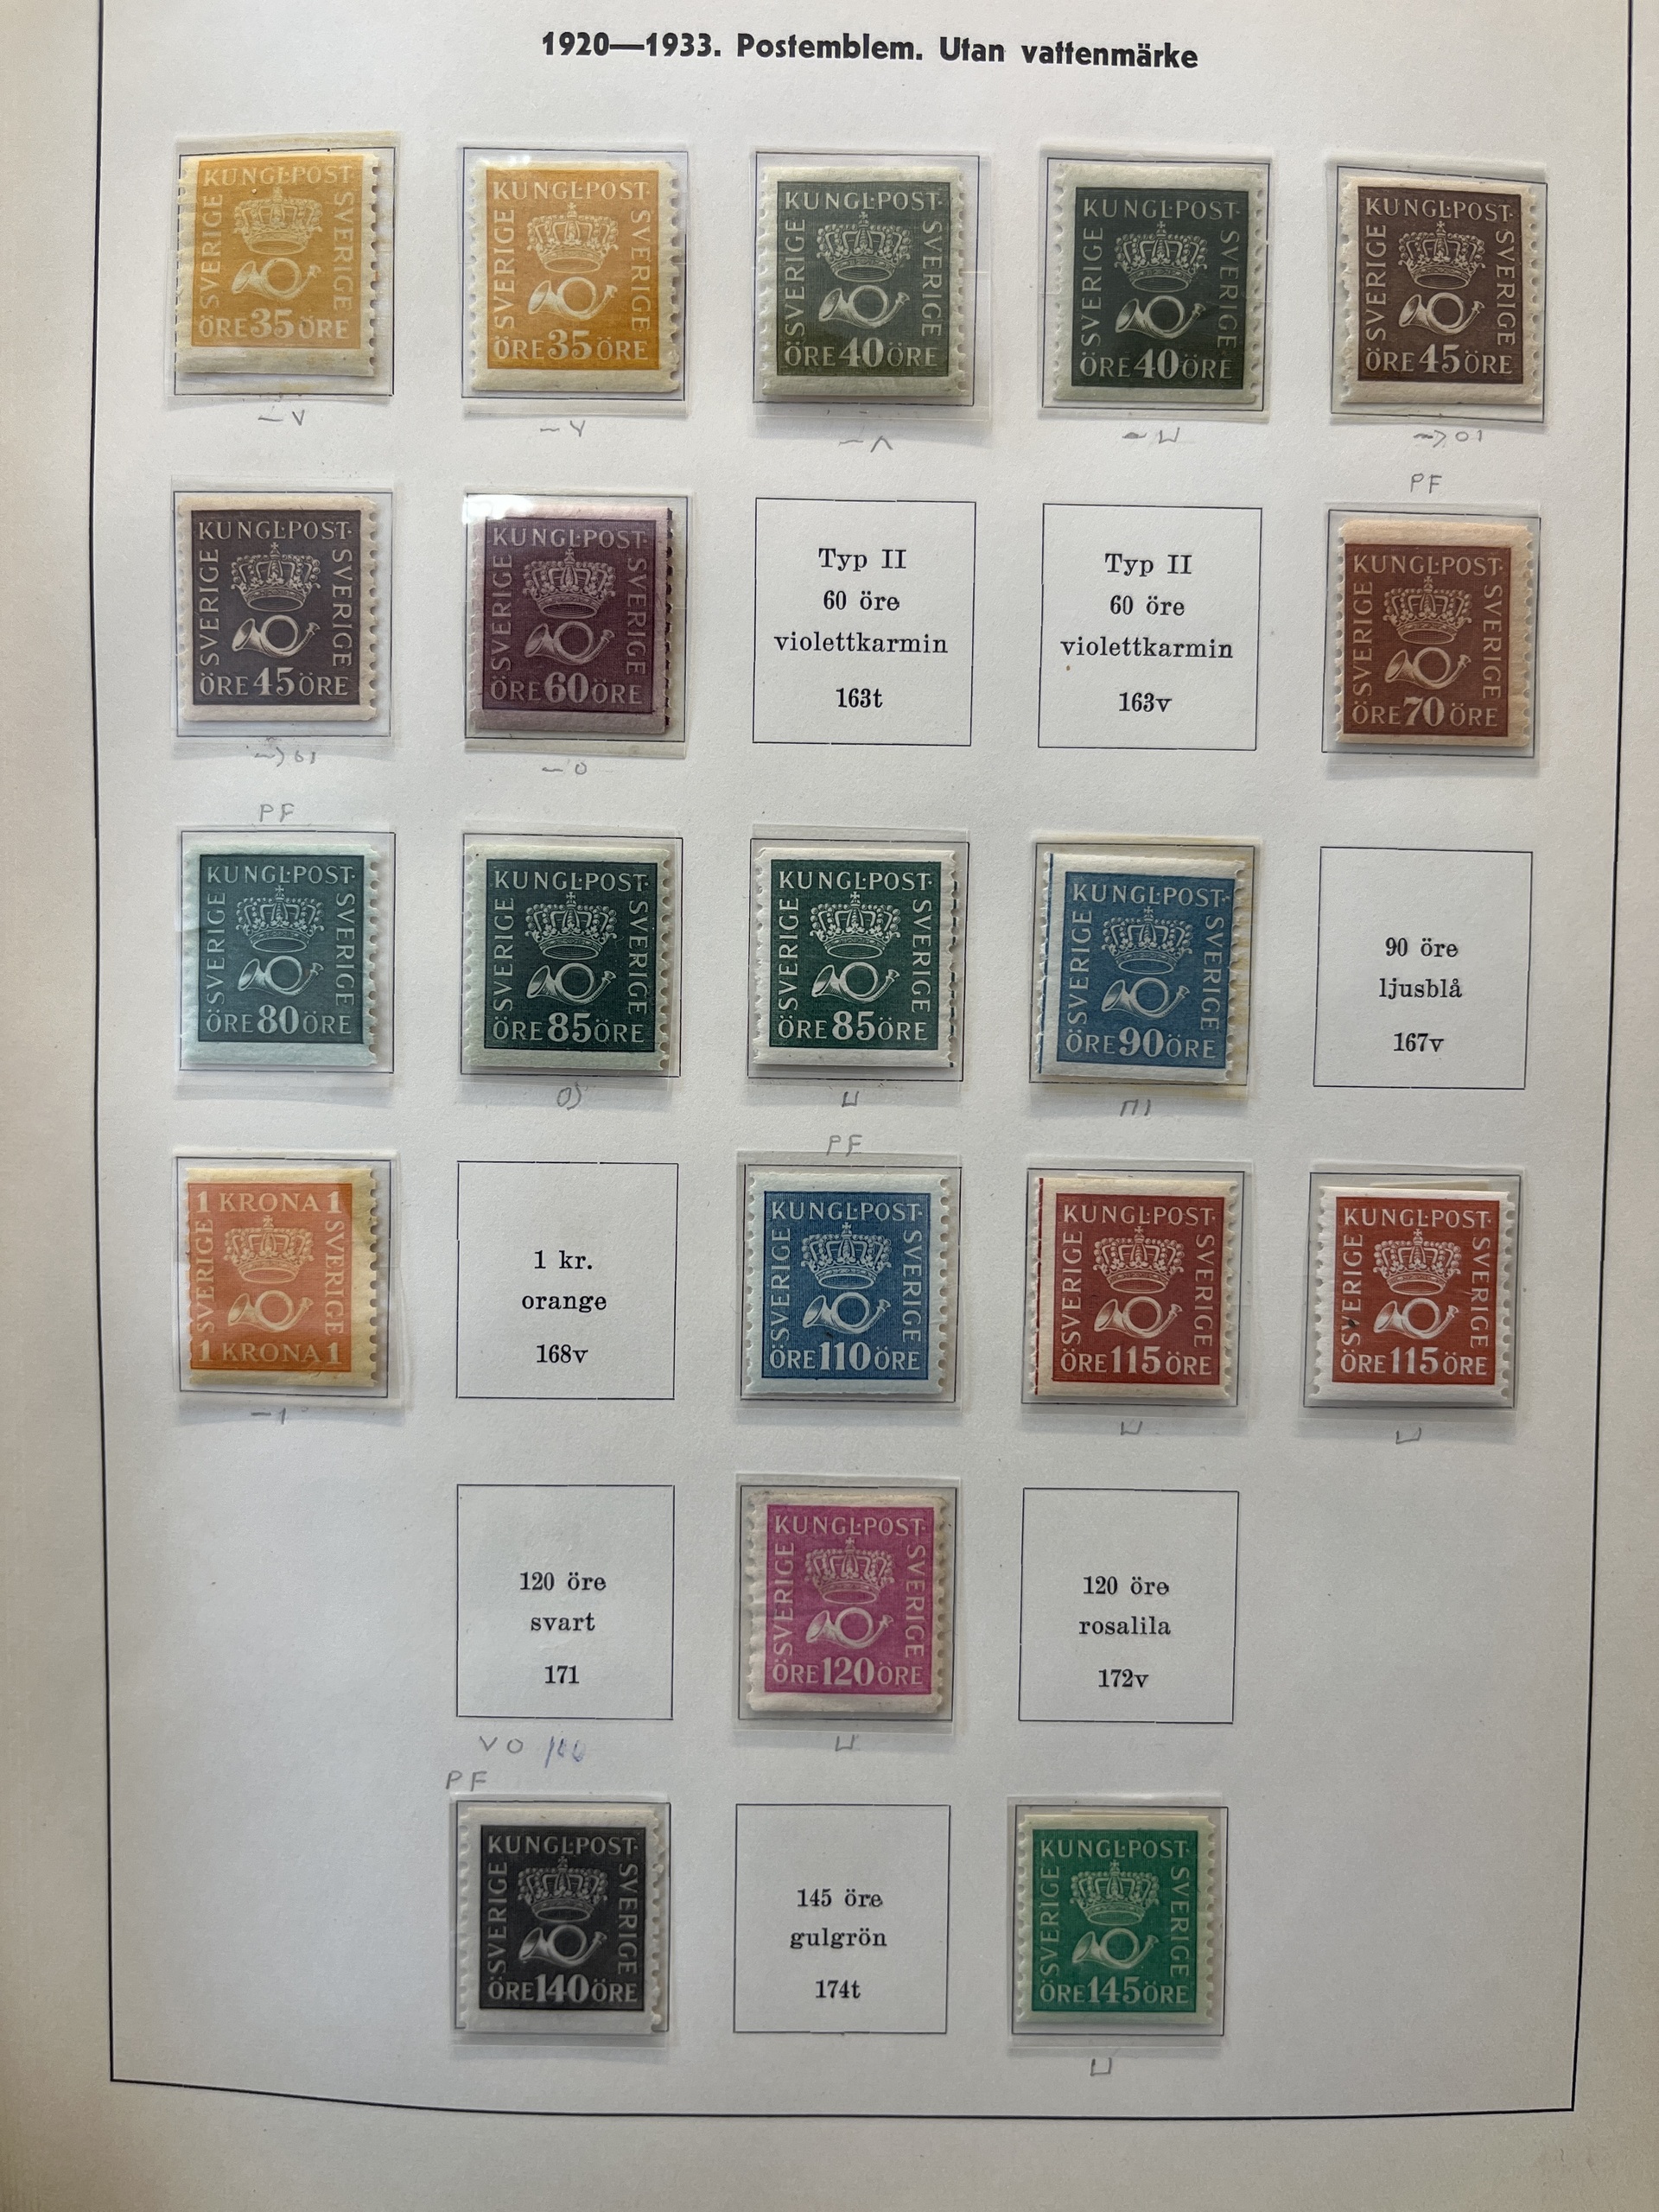 1920—1933. Postemblem. Utan vattenmärke
KUNGL·POST·
SVERIGE
SVERIGE
ÖRE 35 ÖRE
KUNGL·POST·
SVERIGE
SVERIGE
ÖRE 35 ÖRE
KUNGL·POST·
SVERIGE
SVERIGE
ÖRE 40 ÖRE
KUNGL·POST·
SVERIGE
SVERIGE
ÖRE 40 ÖRE
KUNGL·POST·
SVERIGE
SVERIGE
ÖRE 45 ÖRE
PF
KUNGL·POST·
SVERIGE
SVERIGE
ÖRE 45 ÖRE
KUNGL·POST·
SVERIGE
SVERIGE
ÖRE 60 ÖRE
Typ II
60 öre
violettkarmin
163t
Typ II
60 öre
violettkarmin
163v
KUNGL·POST·
SVERIGE
SVERIGE
ÖRE 70 ÖRE
PF
KUNGL·POST·
SVERIGE
SVERIGE
ÖRE 80 ÖRE
KUNGL·POST·
SVERIGE
SVERIGE
ÖRE 85 ÖRE
KUNGL·POST·
SVERIGE
SVERIGE
ÖRE 85 ÖRE
KUNGL·POST·
SVERIGE
SVERIGE
ÖRE 90 ÖRE
90 öre
ljusblå
167v
PF
1 KRONA 1
SVERIGE
SVERIGE
1 KRONA 1
1 kr.
orange
168v
KUNGL·POST·
SVERIGE
SVERIGE
ÖRE 110 ÖRE
KUNGL·POST·
SVERIGE
SVERIGE
ÖRE 115 ÖRE
KUNGL·POST·
SVERIGE
SVERIGE
ÖRE 115 ÖRE
120 öre
svart
171
KUNGL·POST·
SVERIGE
SVERIGE
ÖRE 120 ÖRE
120 öre
rosalila
172v
VO
PF
KUNGL·POST·
SVERIGE
SVERIGE
ÖRE 140 ÖRE
145 öre
gulgrön
174t
KUNGL·POST·
SVERIGE
SVERIGE
ÖRE 145 ÖRE